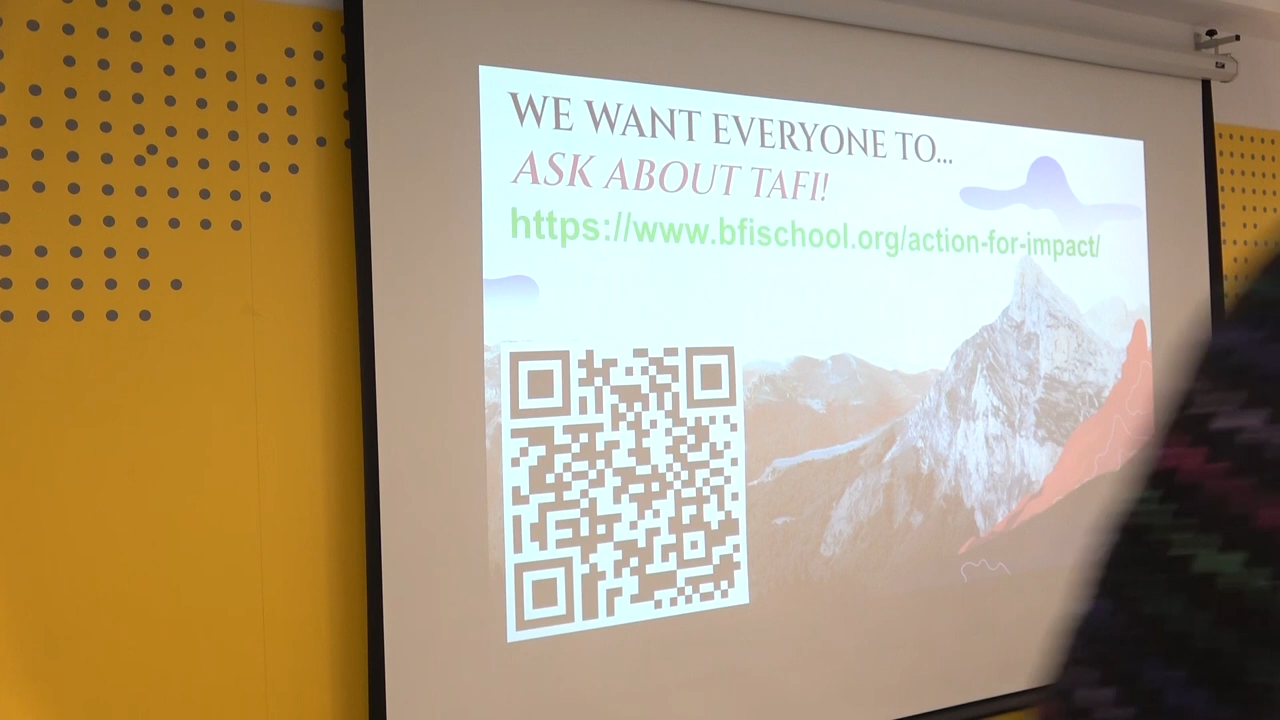 WE WANT EVERYONE TO...
ASK ABOUT TAFI!
https://www.bfischool.org/action-for-impact/